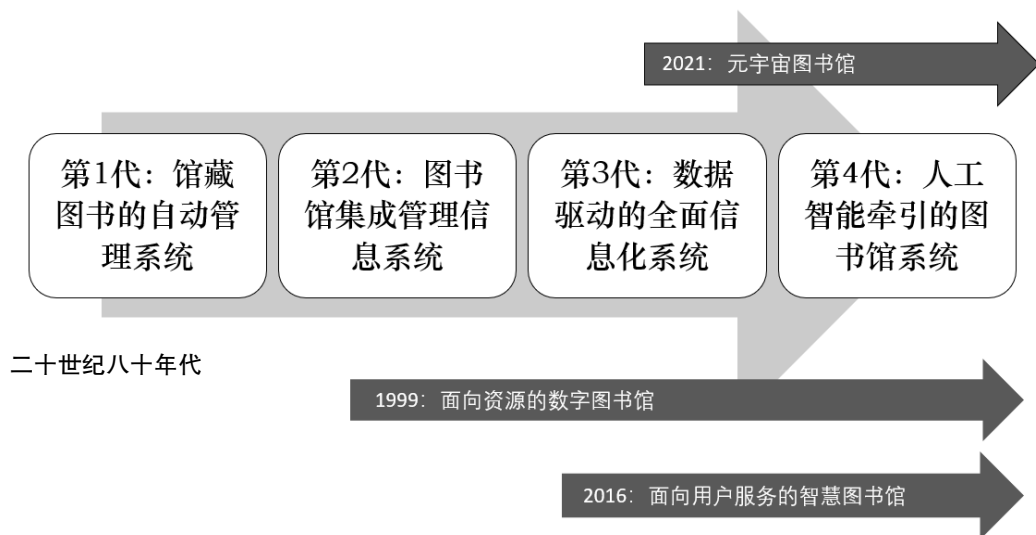 2021：元宇宙图书馆
第1代：馆藏
图书的自动管
理系统
第2代：图书
馆集成管理信
息系统
第3代：数据
驱动的全面信
息化系统
第4代：人工
智能牵引的图
书馆系统
二十世纪八十年代
1999：面向资源的数字图书馆
2016：面向用户服务的智慧图书馆